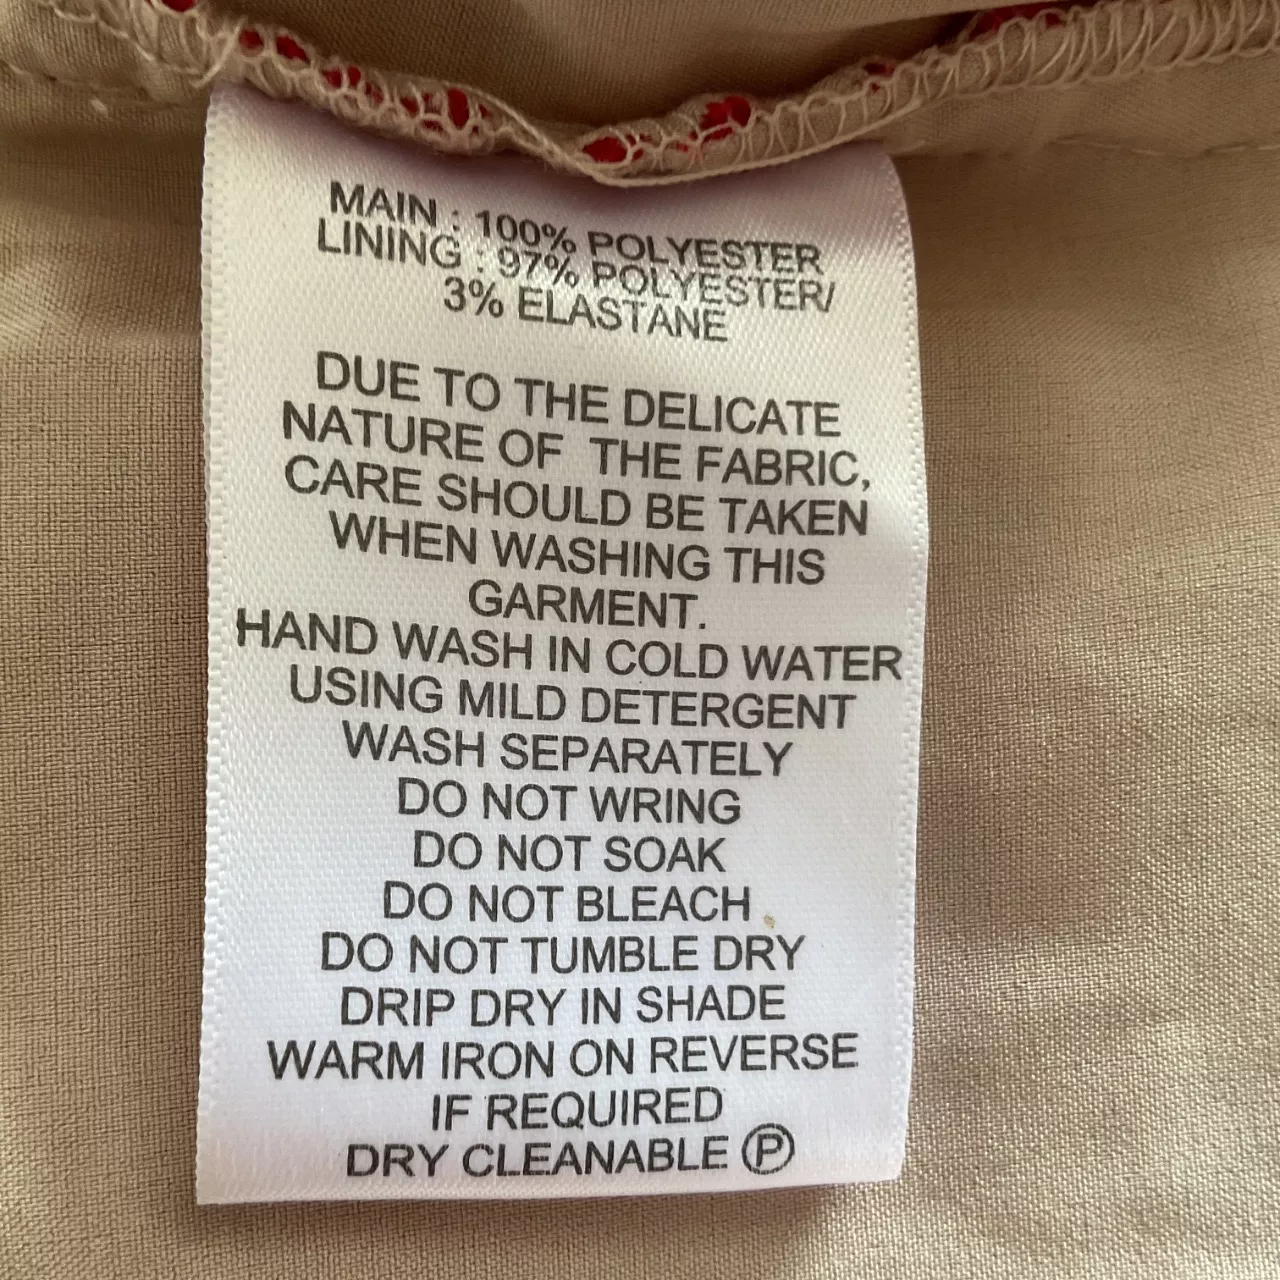 MAIN : 100% POLYESTER
LINING : 97% POLYESTER/
3% ELASTANE
DUE TO THE DELICATE
NATURE OF THE FABRIC,
CARE SHOULD BE TAKEN
WHEN WASHING THIS
GARMENT.
HAND WASH IN COLD WATER
USING MILD DETERGENT
WASH SEPARATELY
DO NOT WRING
DO NOT SOAK
DO NOT BLEACH
DO NOT TUMBLE DRY
DRIP DRY IN SHADE
WARM IRON ON REVERSE
IF REQUIRED
DRY CLEANABLE Ⓟ